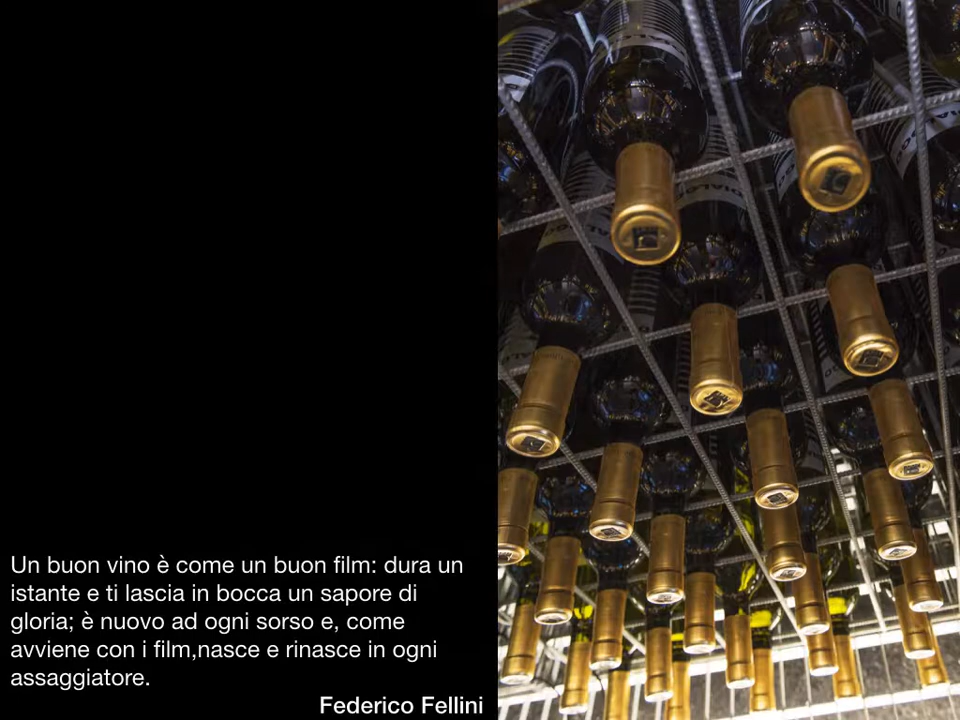 Un buon vino è come un buon film: dura un
istante e ti lascia in bocca un sapore di
gloria; è nuovo ad ogni sorso e, come
avviene con i film,nasce e rinasce in ogni
assaggiatore.
Federico Fellini